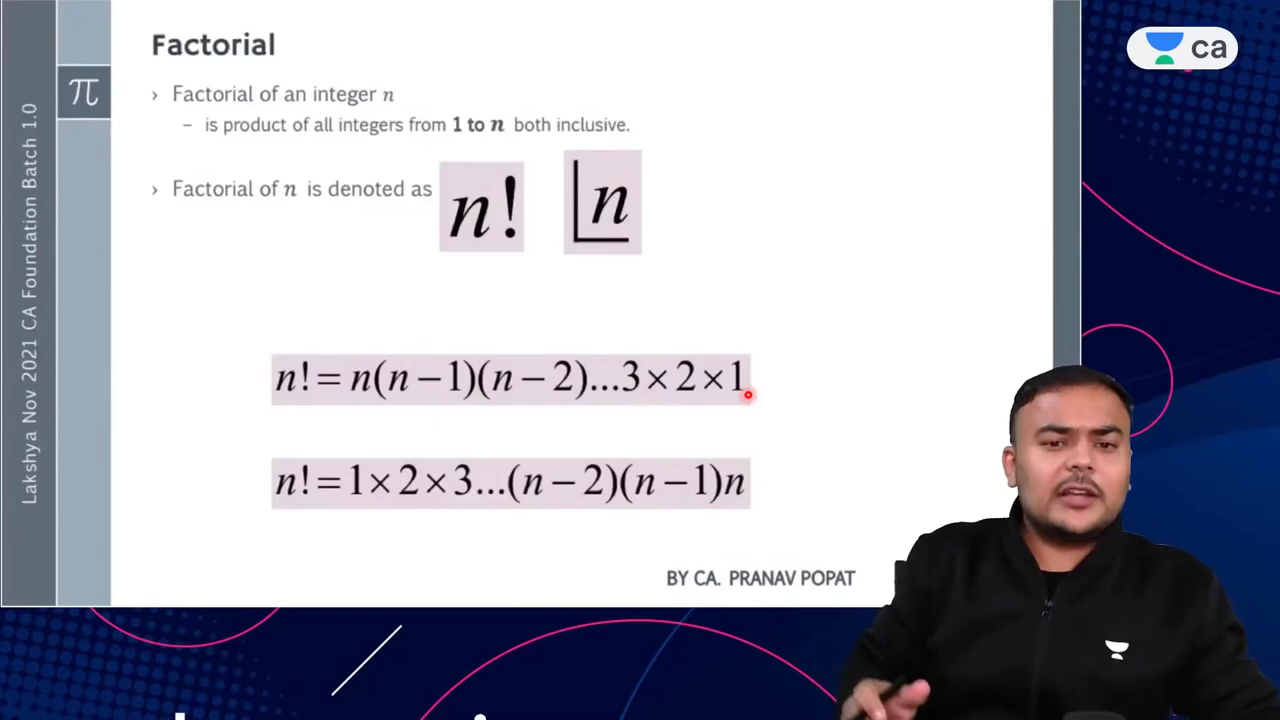 Factorial
› Factorial of an integer n
– is product of all integers from 1 to n both inclusive.
› Factorial of n is denoted as n! |n
n! = n(n − 1)(n − 2)...3 × 2 × 1
n! = 1 × 2 × 3...(n − 2)(n − 1)n
BY CA. PRANAV POPAT
Lakshya Nov 2021 CA Foundation Batch 1.0
π
ca